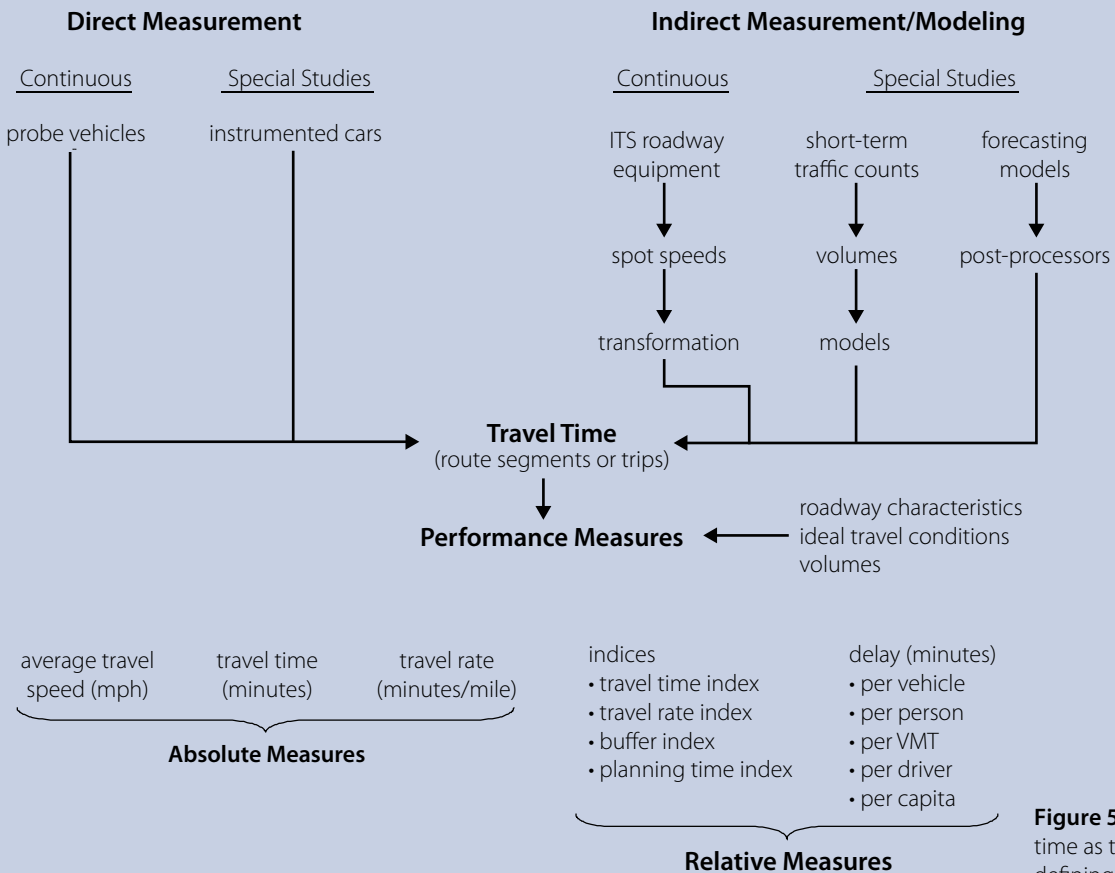 Direct Measurement
Indirect Measurement/Modeling
Continuous
Special Studies
Continuous
Special Studies
probe vehicles
instrumented cars
ITS roadway
equipment
short-term
traffic counts
forecasting
models
spot speeds
volumes
post-processors
transformation
models
Travel Time
(route segments or trips)
Performance Measures
roadway characteristics
ideal travel conditions
volumes
average travel
speed (mph)
travel time
(minutes)
travel rate
(minutes/mile)
Absolute Measures
indices
• travel time index
• travel rate index
• buffer index
• planning time index
delay (minutes)
• per vehicle
• per person
• per VMT
• per driver
• per capita
Relative Measures
Figure 5
time as t
defining